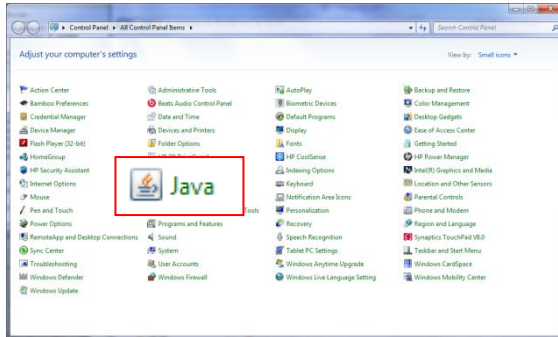 Control Panel ▸ All Control Panel Items ▸
Search Control Panel
Adjust your computer's settings
View by: Small icons ▼
Action Center
Administrative Tools
AutoPlay
Backup and Restore
Bamboo Preferences
Beats Audio Control Panel
Biometric Devices
Color Management
Credential Manager
Date and Time
Default Programs
Desktop Gadgets
Device Manager
Devices and Printers
Display
Ease of Access Center
Flash Player (32-bit)
Folder Options
Fonts
Getting Started
HomeGroup
HP CoolSense
HP Power Manager
HP Security Assistant
Java
Indexing Options
Intel(R) Graphics and Media
Internet Options
Keyboard
Location and Other Sensors
Mouse
Notification Area Icons
Parental Controls
Pen and Touch
Tools
Personalization
Phone and Modem
Power Options
Programs and Features
Recovery
Region and Language
RemoteApp and Desktop Connections
Sound
Speech Recognition
Synaptics TouchPad V8.0
Sync Center
System
Tablet PC Settings
Taskbar and Start Menu
Troubleshooting
User Accounts
Windows Anytime Upgrade
Windows CardSpace
Windows Defender
Windows Firewall
Windows Live Language Setting
Windows Mobility Center
Windows Update